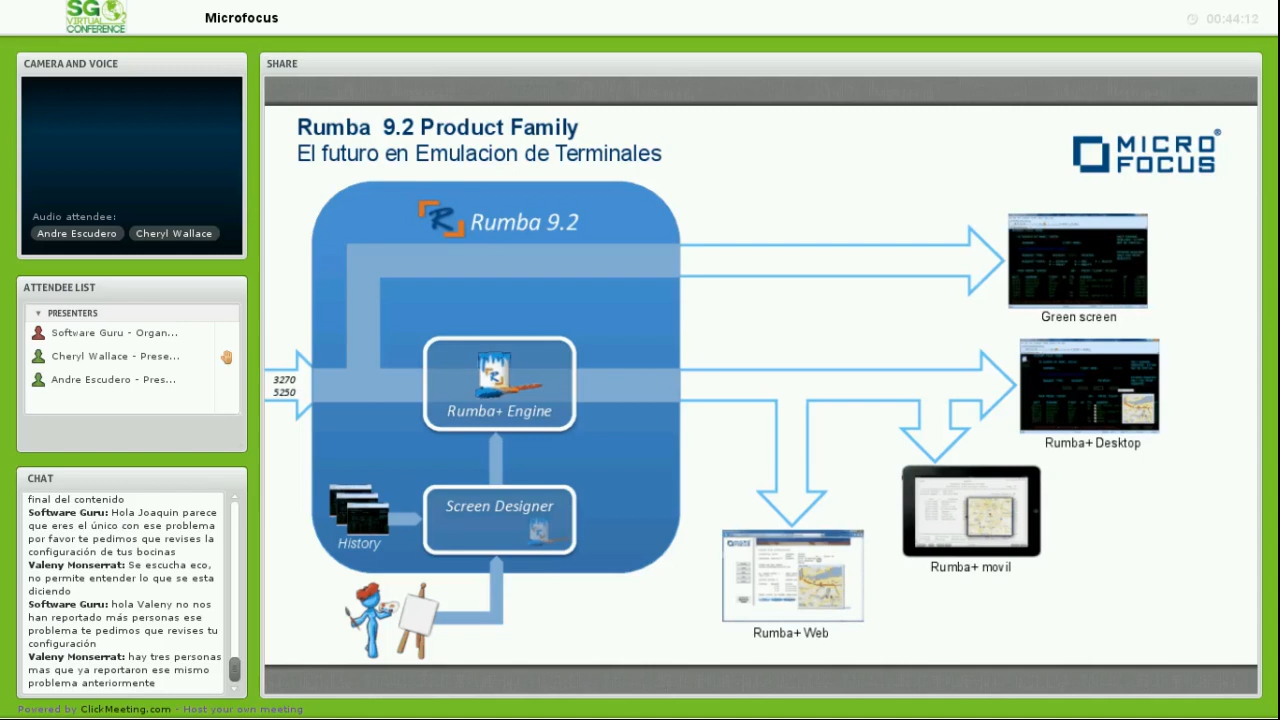 SG
VIRTUAL
CONFERENCE
Microfocus
00:44:12
CAMERA AND VOICE
Audio attendee:
Andre Escudero
Cheryl Wallace
ATTENDEE LIST
PRESENTERS
Software Guru - Organ...
Cheryl Wallace - Prese...
Andre Escudero - Pres...
CHAT
final del contenido
Software Guru: Hola Joaquin parece
que eres el único con ese problema
por favor te pedimos que revises la
configuración de tus bocinas
Valeny Monserrat: Se escucha eco,
no permite entender lo que se esta
diciendo
Software Guru: hola Valeny no nos
han reportado más personas ese
problema te pedimos que revises tu
configuración
Valeny Monserrat: hay tres personas
mas que ya reportaron ese mismo
problema anteriormente
Powered by ClickMeeting.com - Host your own meeting
SHARE
Rumba 9.2 Product Family
El futuro en Emulacion de Terminales
MICRO
FOCUS
Rumba 9.2
3270
5250
Rumba+ Engine
Screen Designer
History
Green screen
Rumba+ Desktop
Rumba+ movil
Rumba+ Web